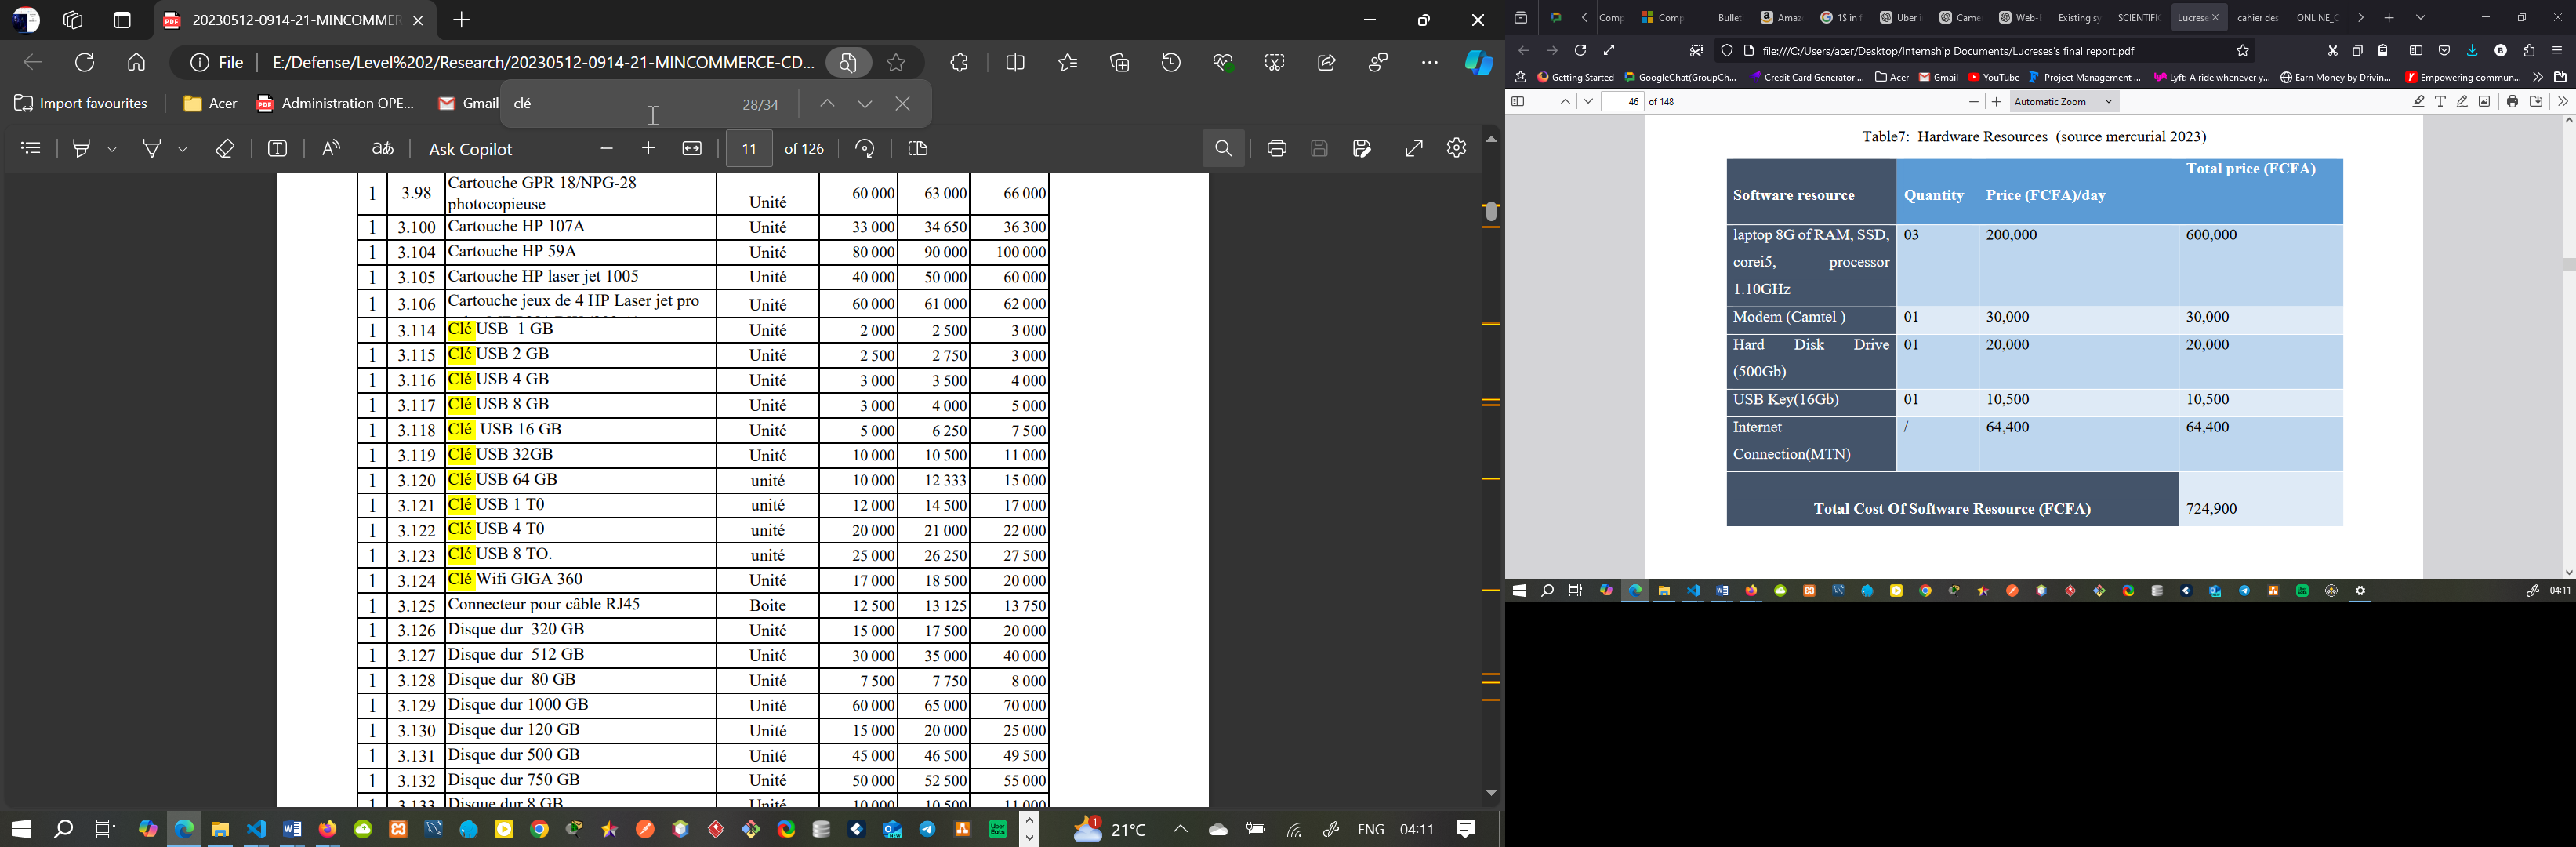 20230512-0914-21-MINCOMMER
File
E:/Defense/Level%202/Research/20230512-0914-21-MINCOMMERCE-CD...
Import favourites
Acer
Administration OPE...
Gmail
clé
28/34
Ask Copilot
11
of 126
1 3.98 Cartouche GPR 18/NPG-28 photocopieuse Unité 60 000 63 000 66 000
1 3.100 Cartouche HP 107A Unité 33 000 34 650 36 300
1 3.104 Cartouche HP 59A Unité 80 000 90 000 100 000
1 3.105 Cartouche HP laser jet 1005 Unité 40 000 50 000 60 000
1 3.106 Cartouche jeux de 4 HP Laser jet pro Unité 60 000 61 000 62 000
1 3.114 Clé USB 1 GB Unité 2 000 2 500 3 000
1 3.115 Clé USB 2 GB Unité 2 500 2 750 3 000
1 3.116 Clé USB 4 GB Unité 3 000 3 500 4 000
1 3.117 Clé USB 8 GB Unité 3 000 4 000 5 000
1 3.118 Clé USB 16 GB Unité 5 000 6 250 7 500
1 3.119 Clé USB 32GB Unité 10 000 10 500 11 000
1 3.120 Clé USB 64 GB unité 10 000 12 333 15 000
1 3.121 Clé USB 1 T0 unité 12 000 14 500 17 000
1 3.122 Clé USB 4 T0 unité 20 000 21 000 22 000
1 3.123 Clé USB 8 TO. unité 25 000 26 250 27 500
1 3.124 Clé Wifi GIGA 360 Unité 17 000 18 500 20 000
1 3.125 Connecteur pour câble RJ45 Boite 12 500 13 125 13 750
1 3.126 Disque dur 320 GB Unité 15 000 17 500 20 000
1 3.127 Disque dur 512 GB Unité 30 000 35 000 40 000
1 3.128 Disque dur 80 GB Unité 7 500 7 750 8 000
1 3.129 Disque dur 1000 GB Unité 60 000 65 000 70 000
1 3.130 Disque dur 120 GB Unité 15 000 20 000 25 000
1 3.131 Disque dur 500 GB Unité 45 000 46 500 49 500
1 3.132 Disque dur 750 GB Unité 50 000 52 500 55 000
1 3.133 Disque dur 8 GB Unité 10 000 10 500 11 000
21°C
ENG
04:11
Comp
Comp
Bullet
Amaz
1$ in f
Uber i
Came
Web-
Existing sy
SCIENTIFI
Lucrese
cahier des
ONLINE_C
file:///C:/Users/acer/Desktop/Internship Documents/Lucreses's final report.pdf
Getting Started
GoogleChat(GroupCh...
Credit Card Generator ...
Acer
Gmail
YouTube
Project Management ...
Lyft: A ride whenever y...
Earn Money by Drivin...
Empowering commun...
46
of 148
Automatic Zoom
Table7: Hardware Resources (source mercurial 2023)
Software resource Quantity Price (FCFA)/day Total price (FCFA)
laptop 8G of RAM, SSD, 03 200,000 600,000
corei5, processor
1.10GHz
Modem (Camtel ) 01 30,000 30,000
Hard Disk Drive 01 20,000 20,000
(500Gb)
USB Key(16Gb) 01 10,500 10,500
Internet / 64,400 64,400
Connection(MTN)
Total Cost Of Software Resource (FCFA) 724,900
04:11